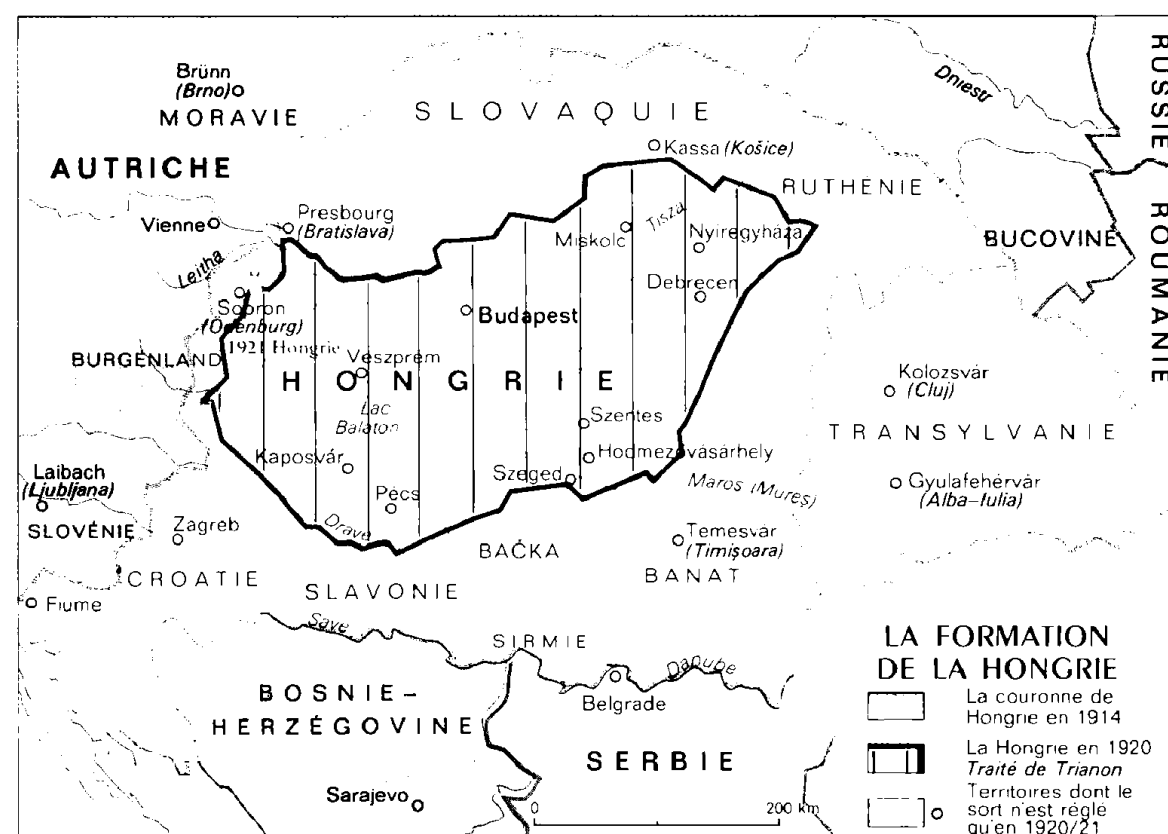 Brünn
(Brno)
MORAVIE
SLOVAQUIE
Dniestr
RUSSIE
AUTRICHE
Kassa (Košice)
RUTHÉNIE
ROUMANIE
Vienne
Presbourg
(Bratislava)
Miskolc
Tisza
Nyiregyháza
BUCOVINE
Leitha
Debrecen
Sopron
(Ödenburg)
1921 Hongrie
Budapest
BURGENLAND
Veszprém
HONGRIE
Kolozsvár
(Cluj)
Lac
Balaton
Szentes
TRANSYLVANIE
Kaposvár
Hodmezővásárhely
Laibach
(Ljubljana)
Szeged
Maros (Mureș)
Gyulafehérvár
(Alba-Iulia)
Pécs
SLOVÉNIE
Zagreb
Drave
BAČKA
Temesvár
(Timișoara)
CROATIE
BANAT
SLAVONIE
Fiume
Save
SIRMIE
Danube
LA FORMATION
DE LA HONGRIE
BOSNIE-
HERZÉGOVINE
Belgrade
La couronne de
Hongrie en 1914
SERBIE
La Hongrie en 1920
Traité de Trianon
Sarajevo
0 200 km
Territoires dont le
sort n'est réglé
qu'en 1920/21